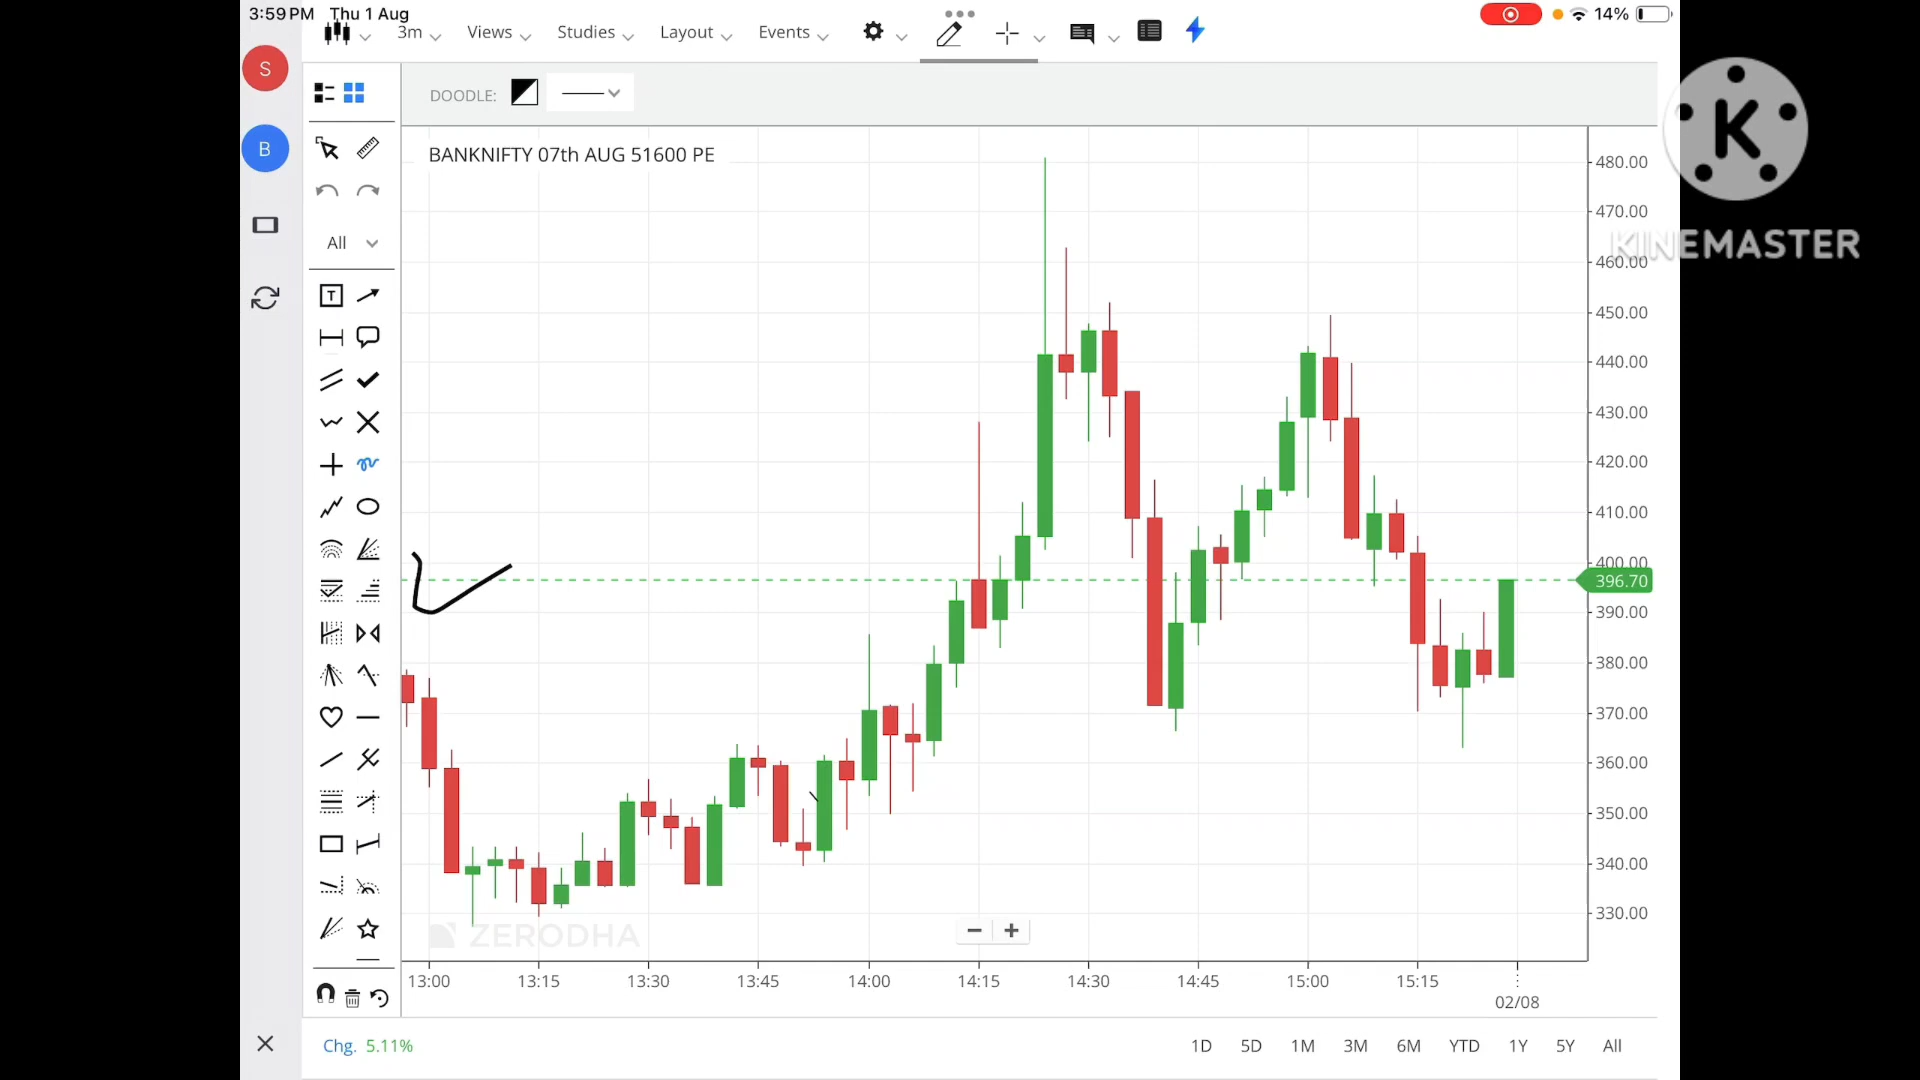 3:59 PM Thu 1 Aug
14%
3m Views Studies Layout Events
S
DOODLE:
B
BANKNIFTY 07th AUG 51600 PE
All
T
480.00
470.00
460.00
450.00
440.00
430.00
420.00
410.00
400.00
396.70
390.00
380.00
370.00
360.00
350.00
340.00
330.00
K
KINEMASTER
ZERODHA
13:00 13:15 13:30 13:45 14:00 14:15 14:30 14:45 15:00 15:15
02/08
Chg. 5.11%
1D 5D 1M 3M 6M YTD 1Y 5Y All